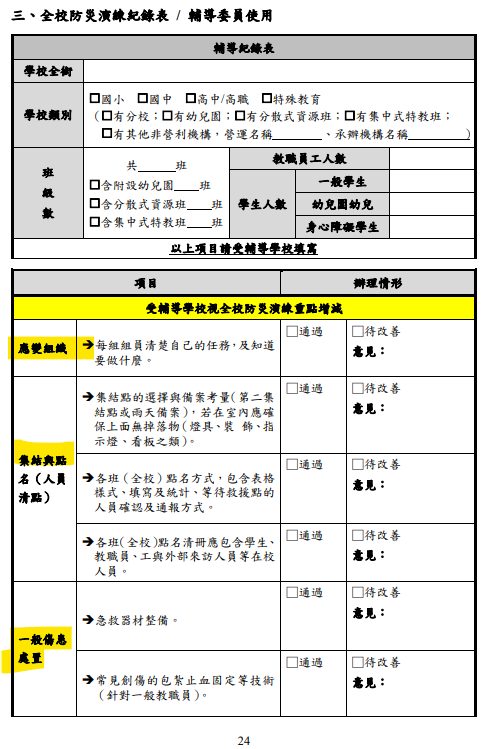 三、全校防災演練紀錄表 / 輔導委員使用
輔導紀錄表
學校全銜
學校類別
□國小 □國中 □高中/高職 □特殊教育
(□有分校；□有幼兒園；□有分散式資源班；□有集中式特教班；
□有其他非營利機構，營運名稱________、承辦機構名稱_________)
班
級
數
共______班
□含附設幼兒園____班
□含分散式資源班____班
□含集中式特教班____班
教職員工人數
學生人數
一般學生
幼兒園幼兒
身心障礙學生
以上項目請受輔導學校填寫
項目
辦理情形
受輔導學校視全校防災演練重點增減
應變組織
➔每組組員清楚自己的任務，及知道
要做什麼。
□通過
□待改善
意見：
集結與點
名（人員
清點）
➔集結點的選擇與備案考量(第二集
結點或雨天備案)，若在室內應確
保上面無掉落物(燈具、裝 飾、指
示燈、看板之類)。
□通過
□待改善
意見：
➔各班（全校）點名方式，包含表格
樣式、填寫及統計、等待救援點的
人員確認及通報方式。
□通過
□待改善
意見：
➔各班(全校)點名清冊應包含學生、
教職員、工與外部來訪人員等在校
人員。
□通過
□待改善
意見：
一般傷患
處置
➔急救器材整備。
□通過
□待改善
意見：
➔常見創傷的包紮止血固定等技術
（針對一般教職員）。
□通過
□待改善
意見：
24